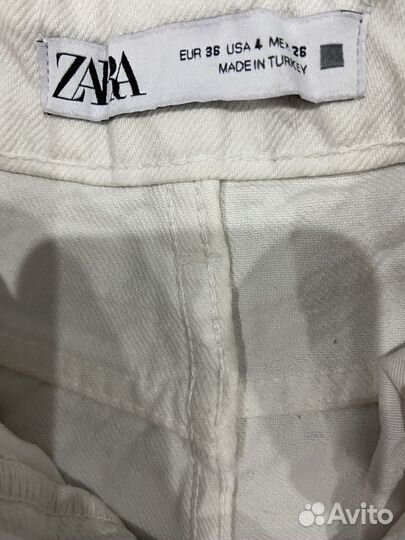 ZARA
EUR 36 USA 4 MEX 26
MADE IN TURKEY
Avito